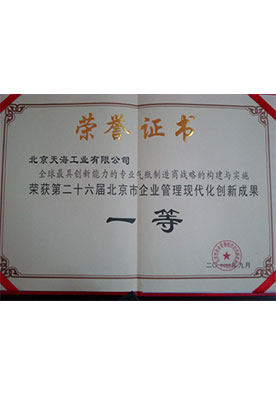 荣誉证书
北京天海工业有限公司
全球最具创新能力的专业气瓶制造商战略的构建与实施
荣获第二十六届北京市企业管理现代化创新成果
一等
年九月